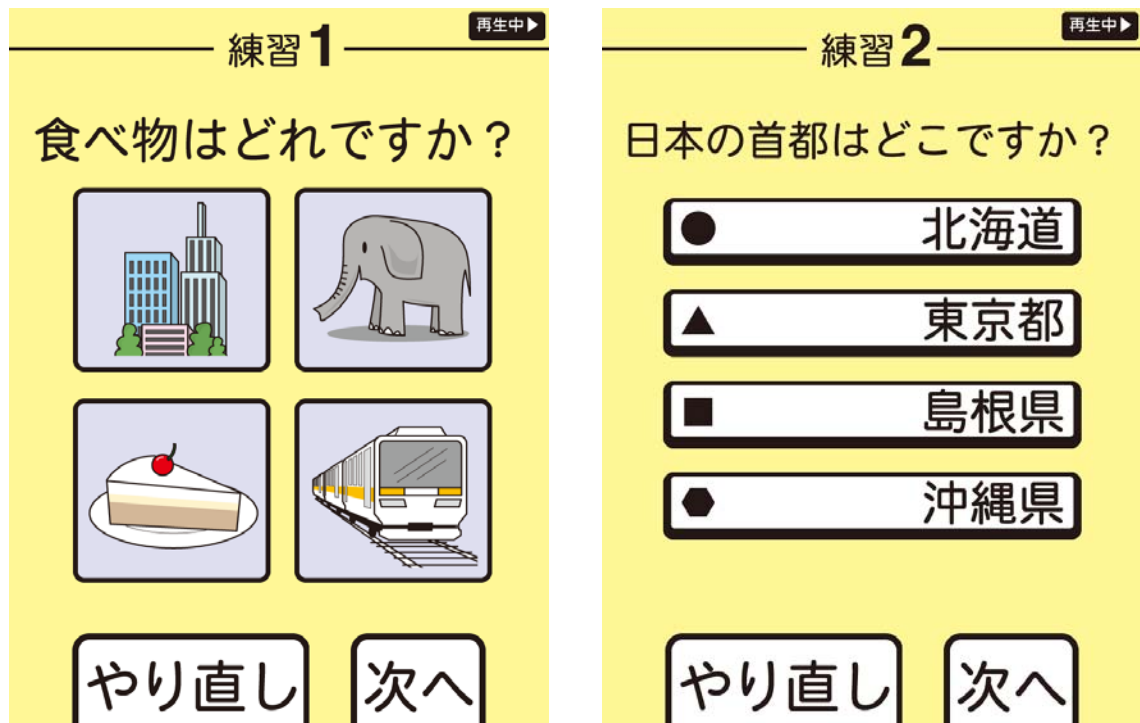 再生中▶
練習1
食べ物はどれですか？
やり直し
次へ
再生中▶
練習2
日本の首都はどこですか？
● 北海道
▲ 東京都
■ 島根県
⬣ 沖縄県
やり直し
次へ